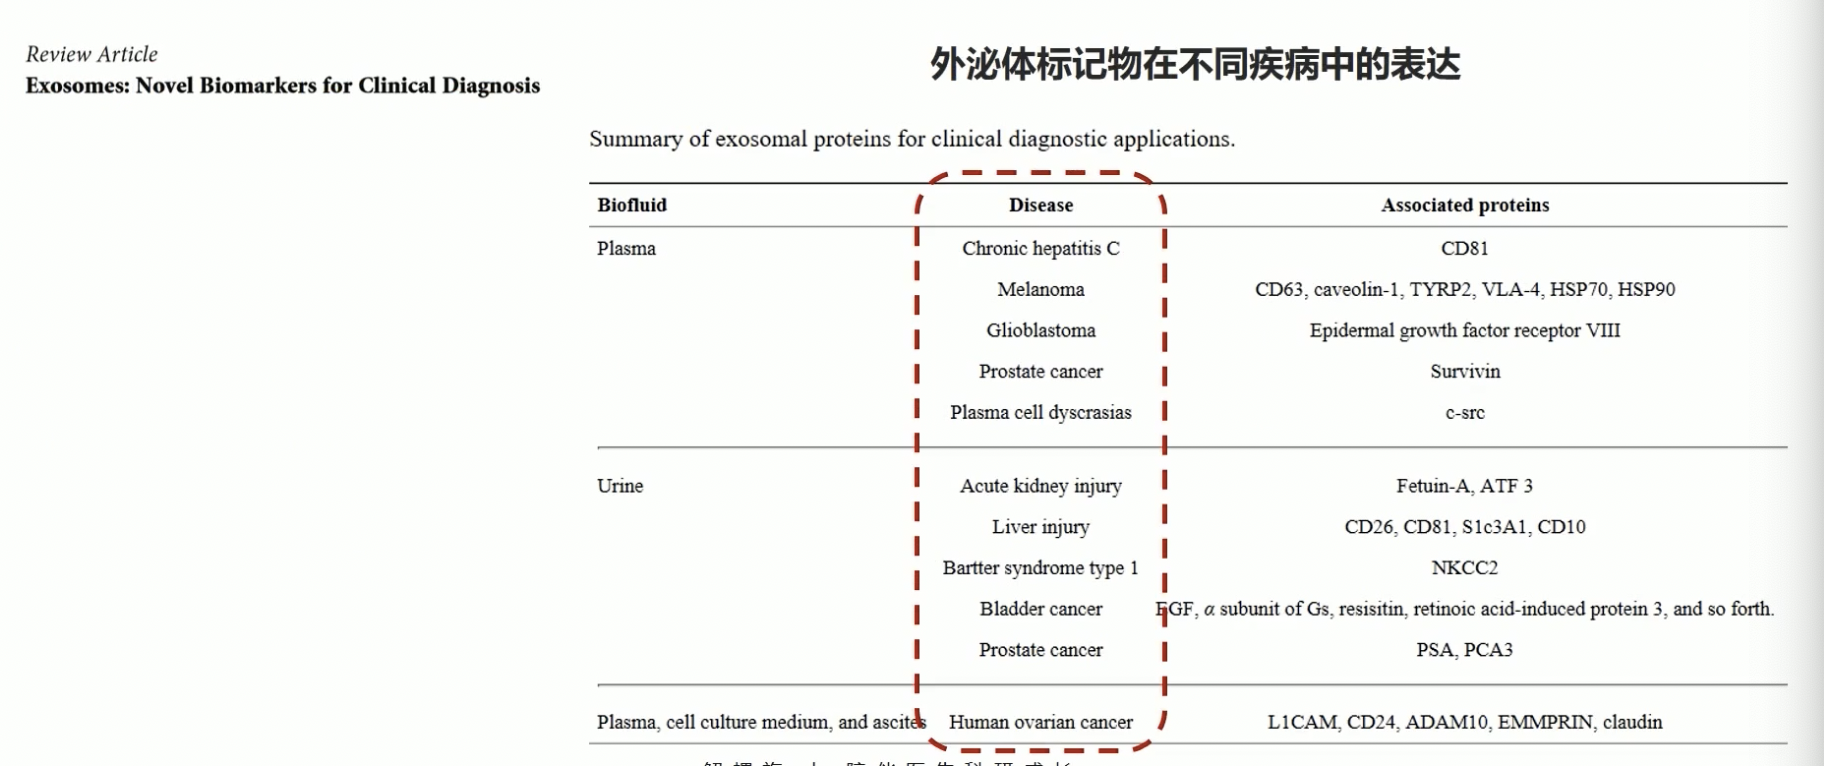 Review Article
Exosomes: Novel Biomarkers for Clinical Diagnosis
外泌体标记物在不同疾病中的表达
Summary of exosomal proteins for clinical diagnostic applications.
Biofluid Disease Associated proteins
Plasma Chronic hepatitis C CD81
Melanoma CD63, caveolin-1, TYRP2, VLA-4, HSP70, HSP90
Glioblastoma Epidermal growth factor receptor VIII
Prostate cancer Survivin
Plasma cell dyscrasias c-src
Urine Acute kidney injury Fetuin-A, ATF 3
Liver injury CD26, CD81, S1c3A1, CD10
Bartter syndrome type 1 NKCC2
Bladder cancer EGF, α subunit of Gs, resisitin, retinoic acid-induced protein 3, and so forth.
Prostate cancer PSA, PCA3
Plasma, cell culture medium, and ascites Human ovarian cancer L1CAM, CD24, ADAM10, EMMPRIN, claudin